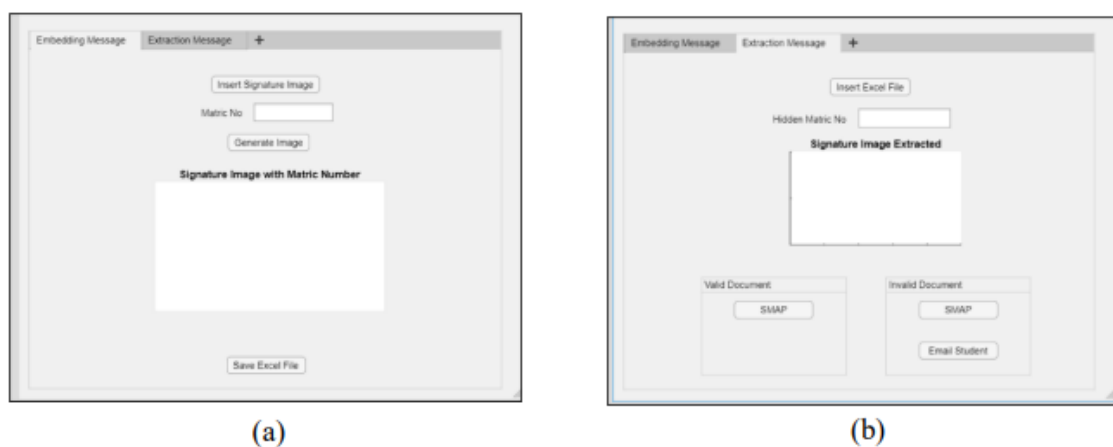 Embedding Message Extraction Message +
Insert Signature Image
Matric No
Generate Image
Signature Image with Matric Number
Save Excel File
(a)
Embedding Message Extraction Message +
Insert Excel File
Hidden Matric No
Signature Image Extracted
Valid Document Invalid Document
SMAP SMAP
Email Student
(b)